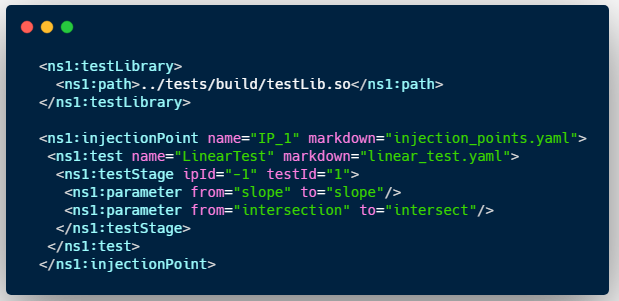 <ns1:testLibrary>
<ns1:path>../tests/build/testLib.so</ns1:path>
</ns1:testLibrary>
<ns1:injectionPoint name="IP_1" markdown="injection_points.yaml">
<ns1:test name="LinearTest" markdown="linear_test.yaml">
<ns1:testStage ipId="-1" testId="1">
<ns1:parameter from="slope" to="slope"/>
<ns1:parameter from="intersection" to="intersect"/>
</ns1:testStage>
</ns1:test>
</ns1:injectionPoint>